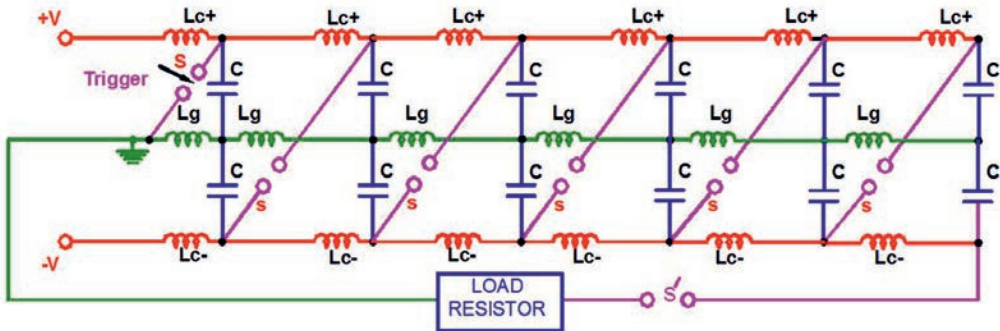 Lc+ Lc+ Lc+ Lc+ Lc+ Lc+
+V
S C C C C C C
Trigger
Lg Lg Lg Lg Lg Lg
C C C C C C
s s s s s
-V
Lc- Lc- Lc- Lc- Lc- Lc-
LOAD
RESISTOR
S'